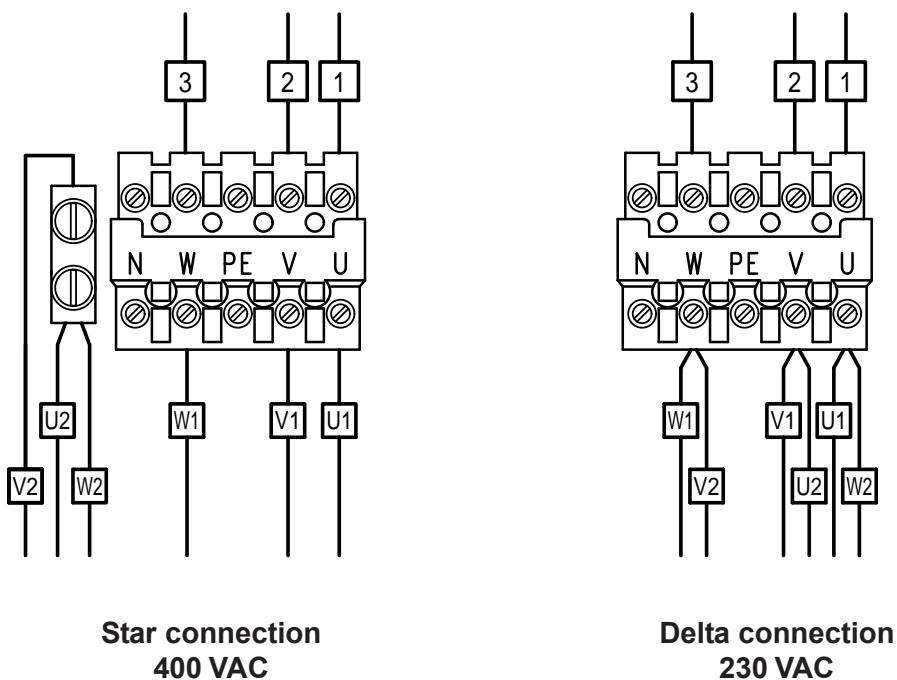 3 2 1
N W PE V U
U2 W1 V1 U1
V2 W2
Star connection
400 VAC
3 2 1
N W PE V U
W1 V1 U1
V2 U2 W2
Delta connection
230 VAC